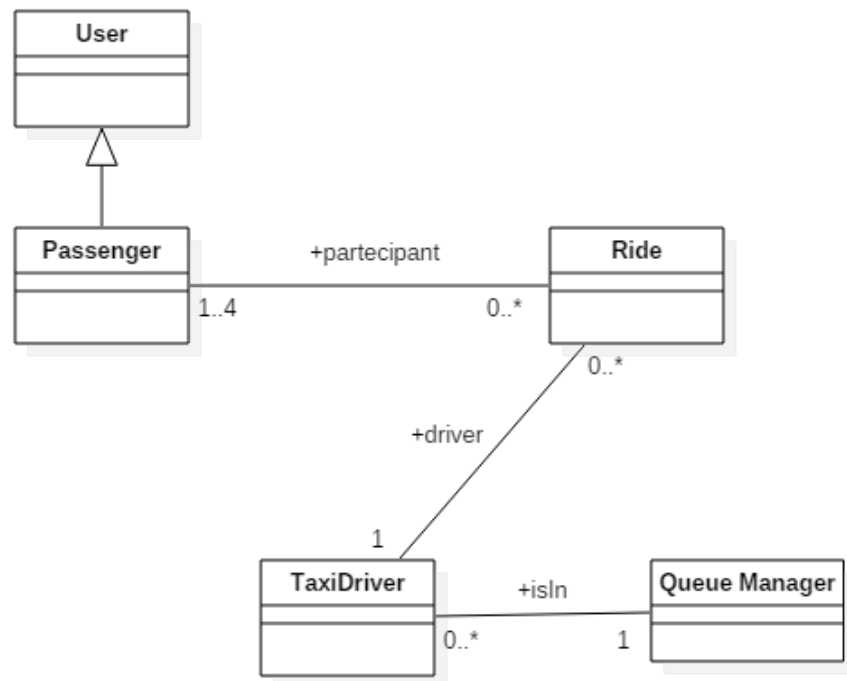 User
Passenger
+partecipant
Ride
1..4
0..*
0..*
+driver
1
TaxiDriver
+isIn
Queue Manager
0..*
1